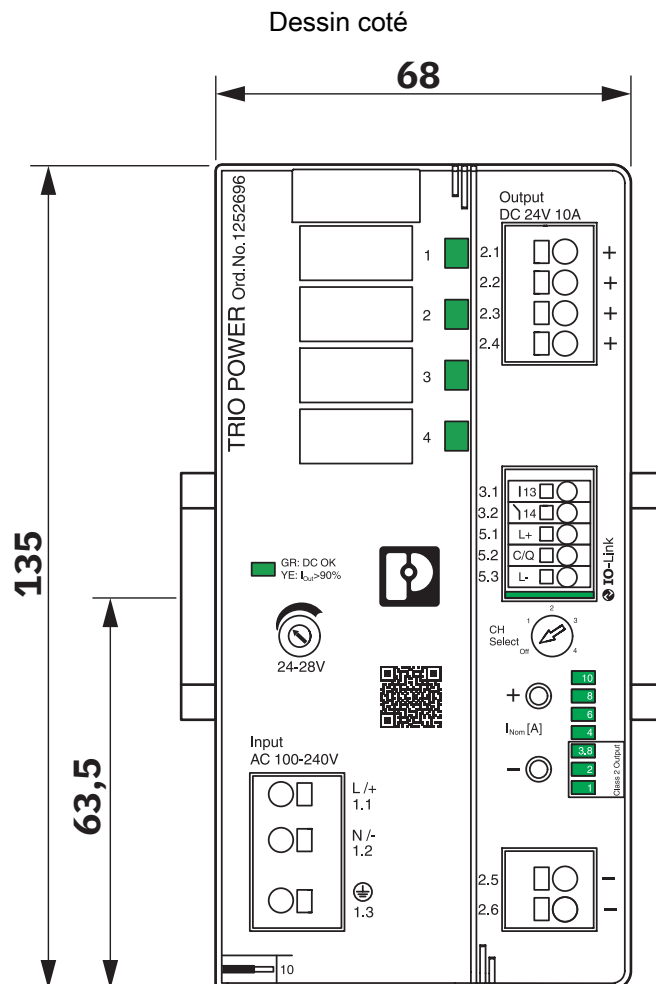 Dessin coté
68
135
63,5
TRIO POWER Ord.No.1252696
1
2
3
4
Output
DC 24V 10A
2.1 +
2.2 +
2.3 +
2.4 +
3.1 13
3.2 14
5.1 L+
5.2 C/Q
5.3 L-
IO-Link
GR: DC OK
YE: IOut>90%
24-28V
CH
Select
Off
1
2
3
4
+
INom [A]
−
10
8
6
4
3.8
2
1
Class 2 Output
Input
AC 100-240V
L /+
1.1
N /-
1.2
1.3
2.5 −
2.6 −
10